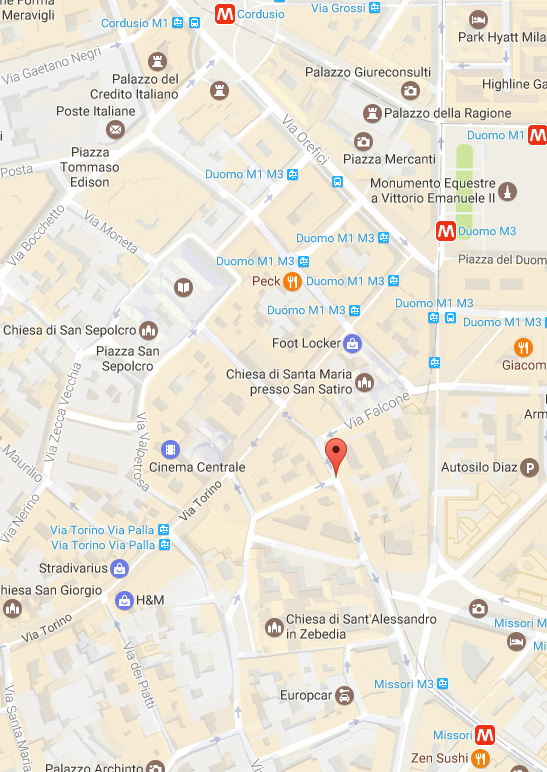 Forma Pura
Meravigli
Cordusio M1
M Cordusio
Via Grossi
Park Hyatt Mila
Via Gaetano Negri
Palazzo del
Credito Italiano
Palazzo Giureconsulti
Highline Ga
Poste Italiane
Via Orefici
Palazzo della Ragione
Duomo M1 M
Piazza Mercanti
Piazza
Tommaso
Edison
Posta
Duomo M1 M3
Monumento Equestre
a Vittorio Emanuele II
Via Bocchetto
Via Moneta
M Duomo M3
Duomo M1 M3
Duomo M1 M3
Piazza del Duom
Peck
Duomo M1 M3
Duomo M1 M3
Duomo M1 M3
Duomo M1 M3
Chiesa di San Sepolcro
Foot Locker
Piazza San
Sepolcro
Giacom
Chiesa di Santa Maria
presso San Satiro
Via Zecca Vecchia
Via Valpetrosa
Via Falcone
Arm
Maurilio
Cinema Centrale
Autosilo Diaz
P
Via Nerino
Via Torino
Via Torino Via Palla
Via Torino Via Palla
Stradivarius
hiesa San Giorgio
H&M
Via Torino
Chiesa di Sant'Alessandro
in Zebedia
Missori M
Mis
Via dei Piatti
Missori M3
Europcar
Via Santa Maria
Missori M
Zen Sushi
Palazzo Archinto
Via